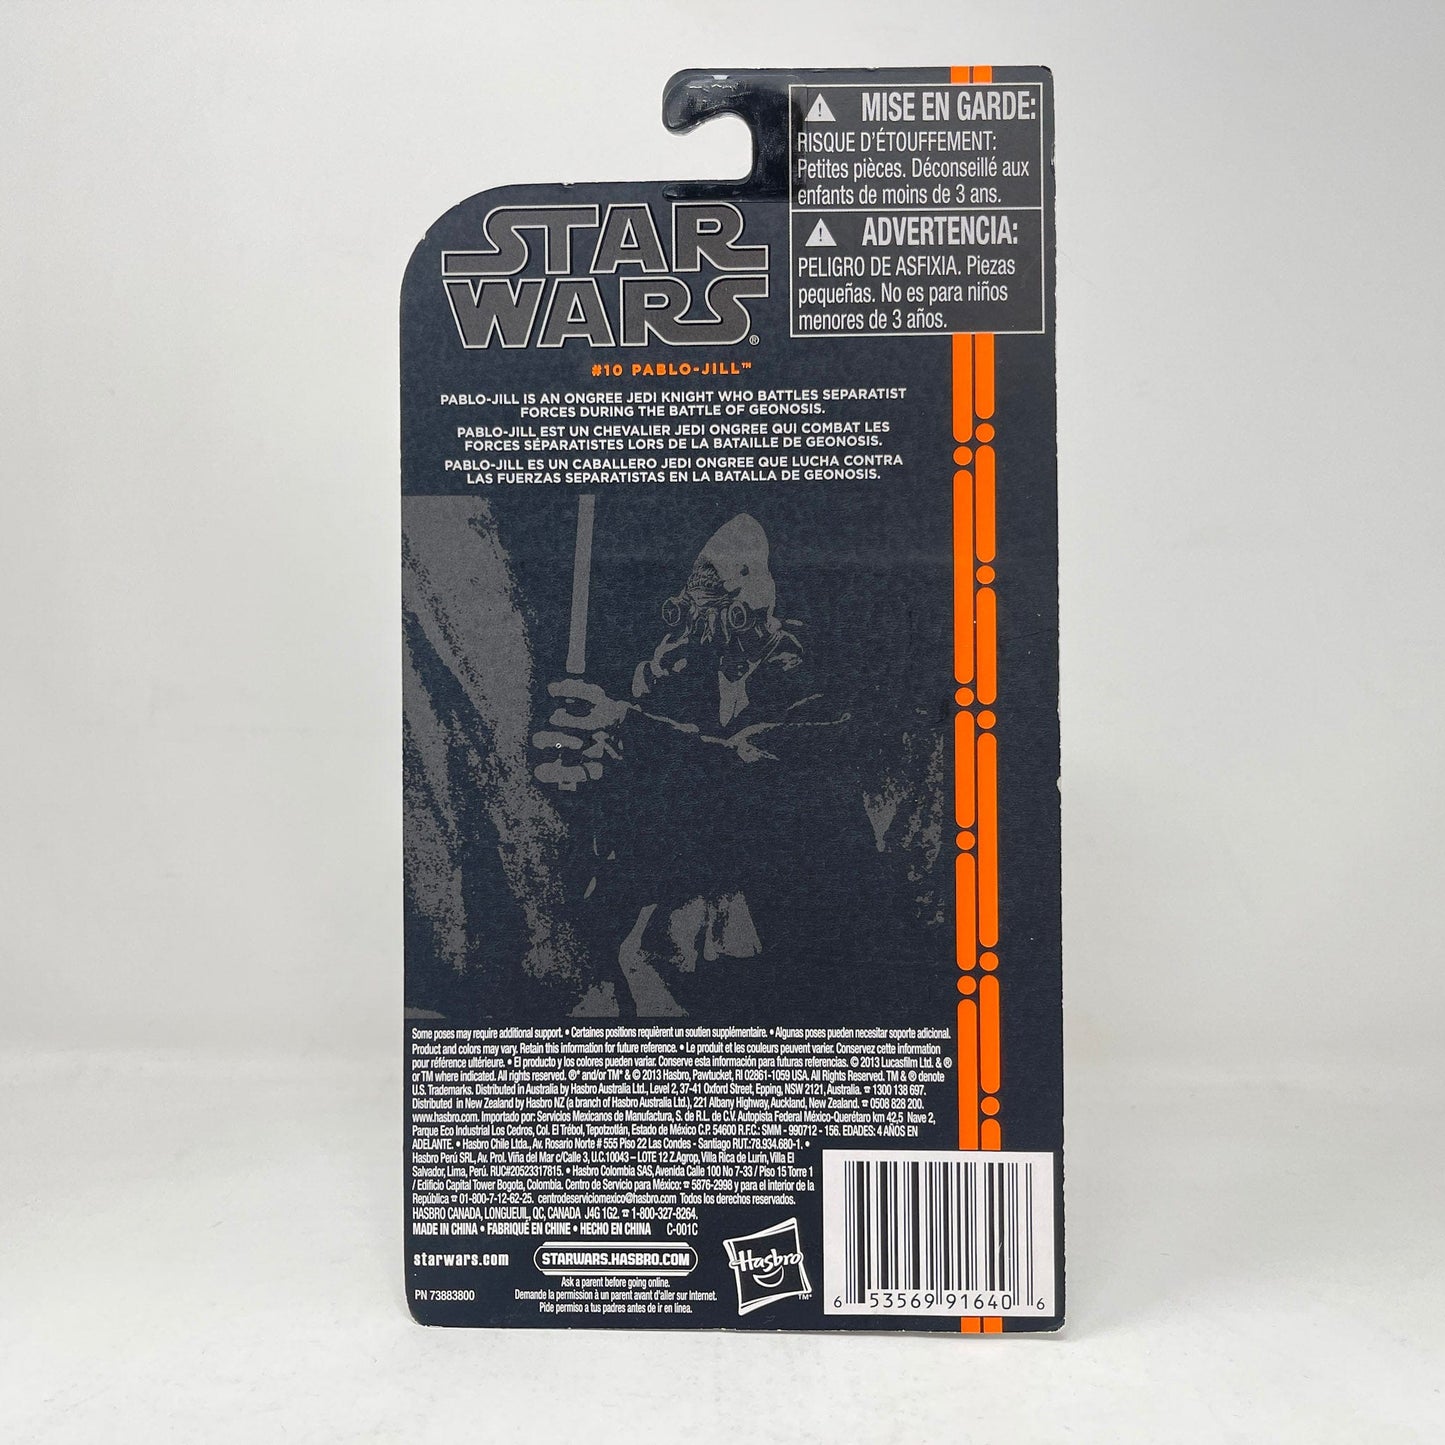 MISE EN GARDE:
RISQUE D'ÉTOUFFEMENT:
Petites pièces. Déconseillé aux
enfants de moins de 3 ans.
ADVERTENCIA:
PELIGRO DE ASFIXIA. Piezas
pequeñas. No es para niños
menores de 3 años.
STAR
WARS®
#10 PABLO-JILL™
PABLO-JILL IS AN ONGREE JEDI KNIGHT WHO BATTLES SEPARATIST
FORCES DURING THE BATTLE OF GEONOSIS.
PABLO-JILL EST UN CHEVALIER JEDI ONGREE QUI COMBAT LES
FORCES SÉPARATISTES LORS DE LA BATAILLE DE GEONOSIS.
PABLO-JILL ES UN CABALLERO JEDI ONGREE QUE LUCHA CONTRA
LAS FUERZAS SEPARATISTAS EN LA BATALLA DE GEONOSIS.
Some poses may require additional support. • Certaines positions requièrent un soutien supplémentaire. • Algunas poses pueden necesitar soporte adicional.
Product and colors may vary. Retain this information for future reference. • Le produit et les couleurs peuvent varier. Conservez cette information
pour référence ultérieure. • El producto y los colores pueden variar. Conserve esta información para futuras referencias. © 2013 Lucasfilm Ltd. & ®
or TM where indicated. All rights reserved. ®* and/or TM* & © 2013 Hasbro, Pawtucket, RI 02861-1059 USA. All Rights Reserved. TM & ® denote
U.S. Trademarks. Distributed in Australia by Hasbro Australia Ltd., Level 2, 37-41 Oxford Street, Epping, NSW 2121, Australia. ☎ 1300 138 697.
Distributed in New Zealand by Hasbro NZ (a branch of Hasbro Australia Ltd.), 221 Albany Highway, Auckland, New Zealand. ☎ 0508 828 200.
www.hasbro.com. Importado por: Servicios Mexicanos de Manufactura, S. de R.L. de C.V. Autopista Federal México-Querétaro km 42,5 Nave 2,
Parque Eco Industrial Los Cedros, Col. El Trébol, Tepotzotlán, Estado de México C.P. 54600 R.F.C.: SMM - 990712 - 156. EDADES: 4 AÑOS EN
ADELANTE. • Hasbro Chile Ltda., Av. Rosario Norte # 555 Piso 22 Las Condes - Santiago RUT.:78.934.680-1. •
Hasbro Perú SRL, Av. Prol. Viña del Mar c/Calle 3, U.C.10043 – LOTE 12 Z.Agrop, Villa Rica de Lurin, Villa El
Salvador, Lima, Perú. RUC#20523317815. • Hasbro Colombia SAS, Avenida Calle 100 No 7-33 / Piso 15 Torre 1
/ Edificio Capital Tower Bogota, Colombia. Centro de Servicio para México: ☎ 5876-2998 y para el interior de la
República ☎ 01-800-7-12-62-25. centrodeserviciomexico@hasbro.com Todos los derechos reservados.
HASBRO CANADA, LONGUEUIL, QC, CANADA J4G 1G2. ☎ 1-800-327-8264.
MADE IN CHINA • FABRIQUÉ EN CHINE • HECHO EN CHINA C-001C
starwars.com STARWARS.HASBRO.COM
Ask a parent before going online.
Demande la permission à un parent avant d'aller sur Internet.
Pide permiso a tus padres antes de ir en línea.
PN 73883800
Hasbro
TM*
6 53569 91640 6